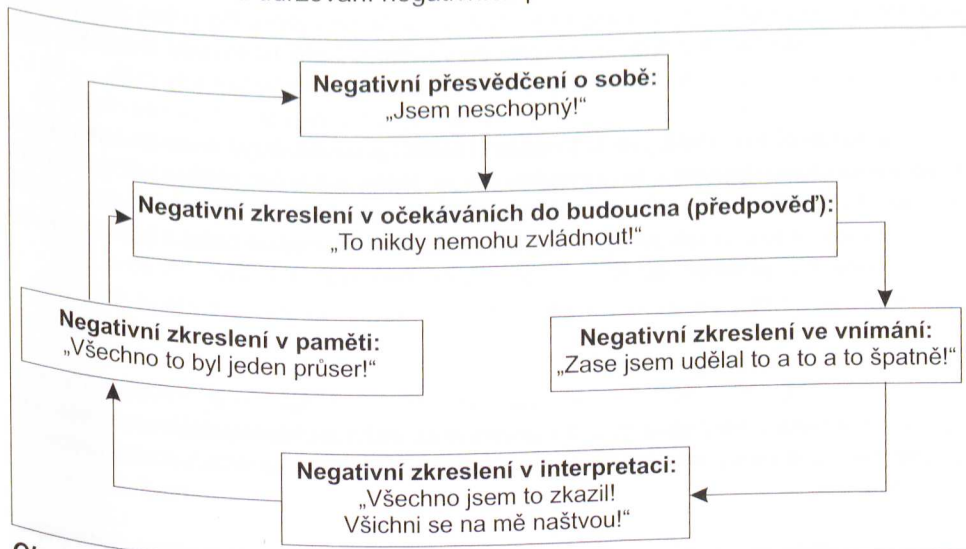 Negativní přesvědčení o sobě:
„Jsem neschopný!“
Negativní zkreslení v očekáváních do budoucna (předpověď):
„To nikdy nemohu zvládnout!“
Negativní zkreslení v paměti:
„Všechno to byl jeden průser!“
Negativní zkreslení ve vnímání:
„Zase jsem udělal to a to a to špatně!“
Negativní zkreslení v interpretaci:
„Všechno jsem to zkazil!
Všichni se na mě naštvou!“